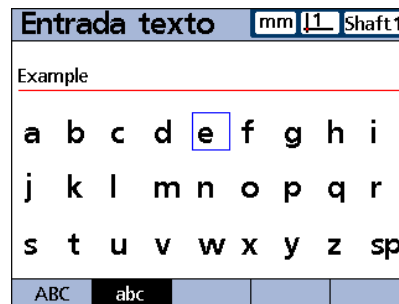 Entrada texto mm 1 Shaft1
Example
a b c d e f g h i
j k l m n o p q r
s t u v w x y z sp
ABC abc